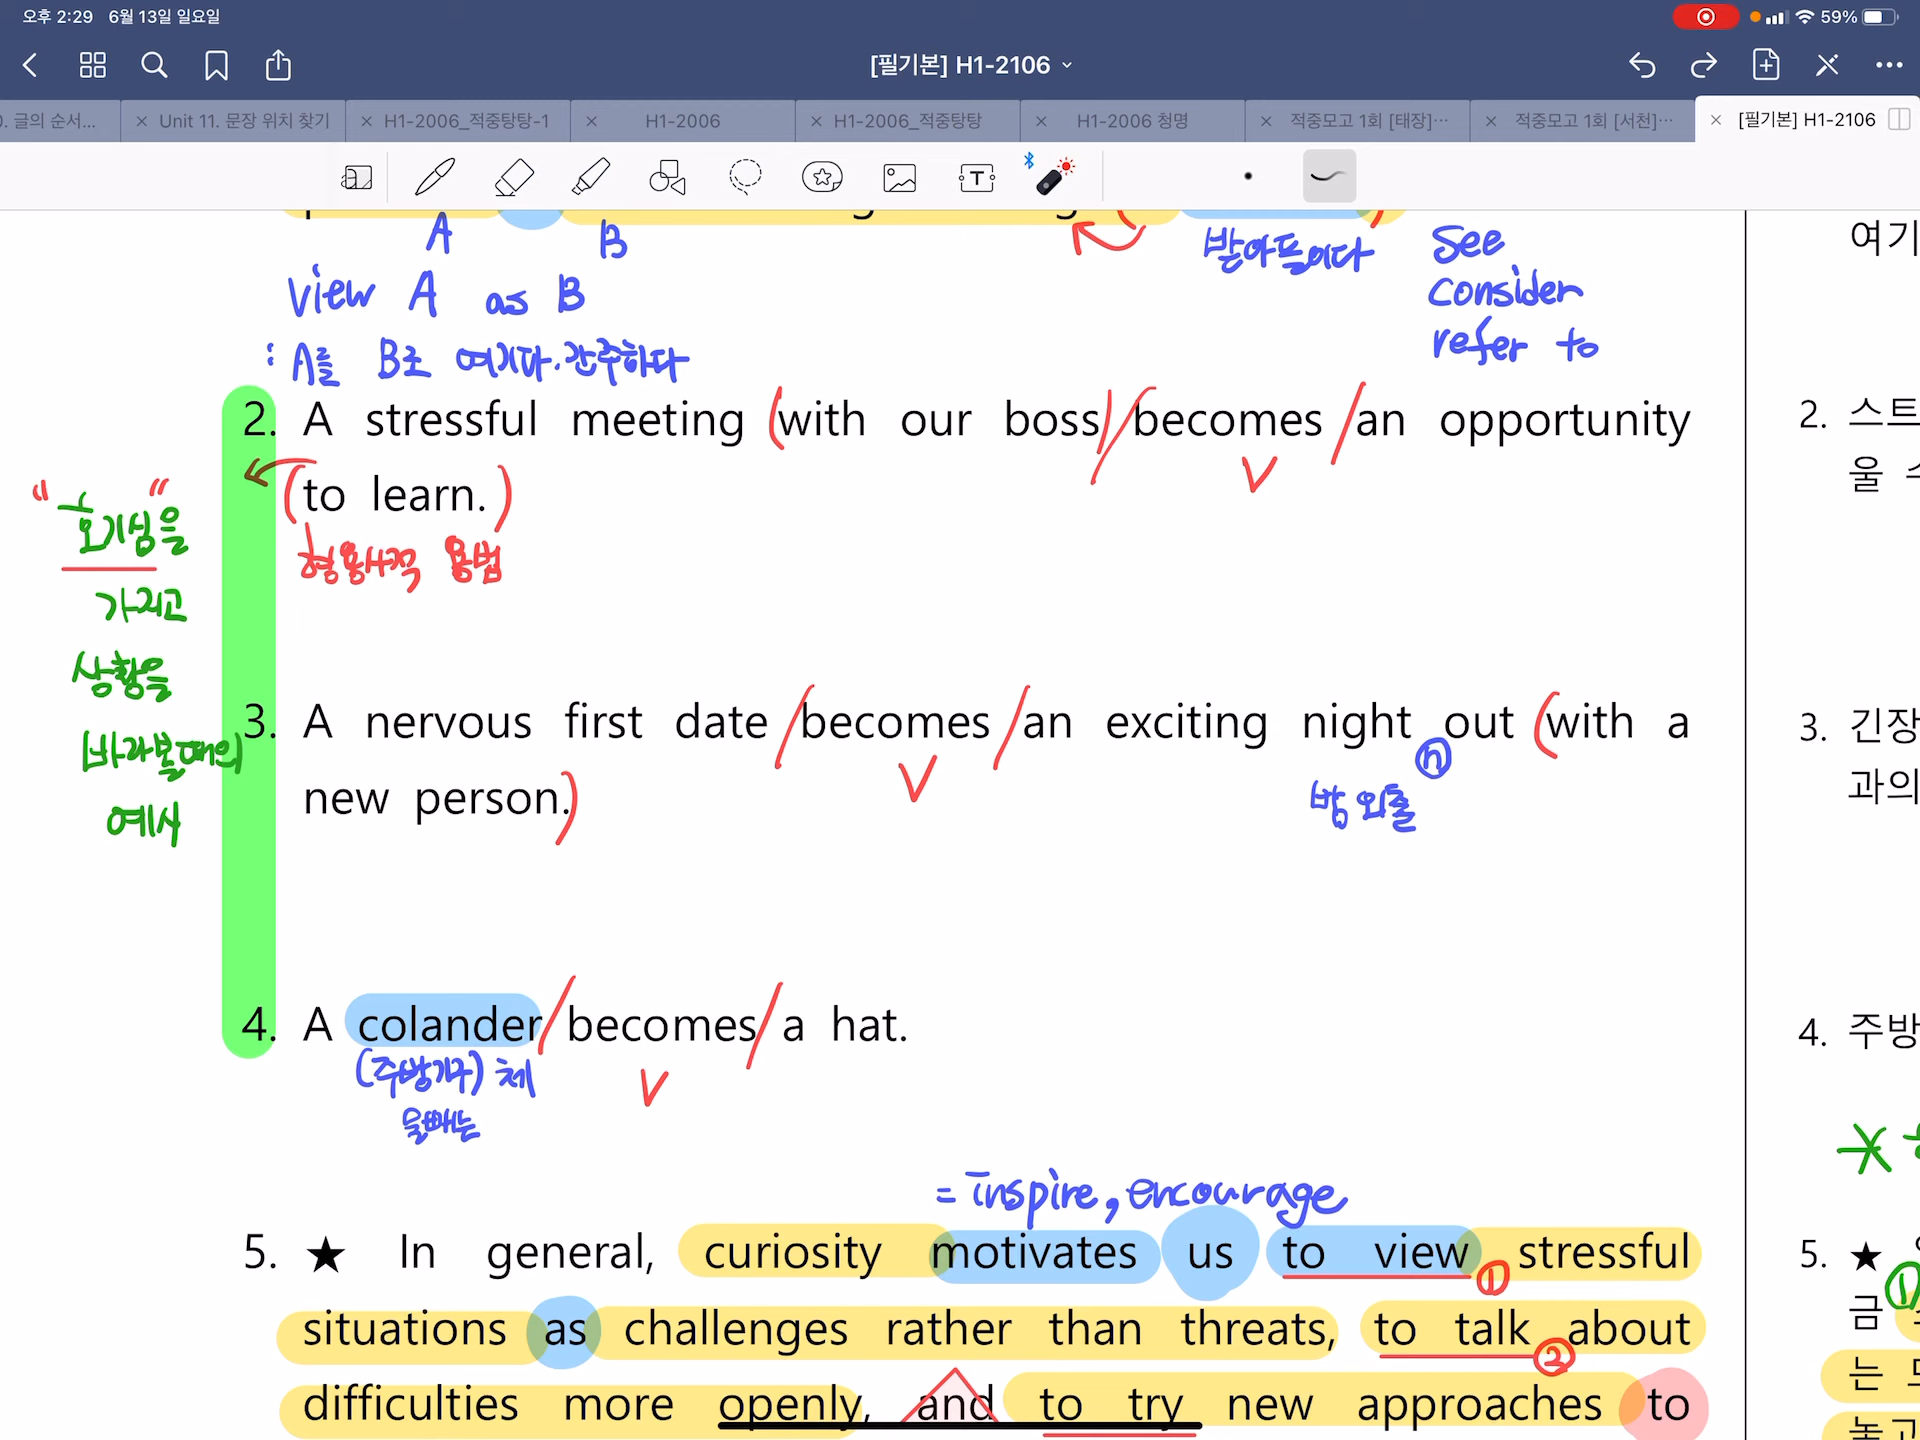 오후 2:29 6월 13일 일요일
59%
[필기본] H1-2106
글의 순서...
Unit 11. 문장 위치 찾기
H1-2006_적중탕탕-1
H1-2006
H1-2006_적중탕탕
H1-2006 청명
적중모고 1회 [태장]...
적중모고 1회 [서천]...
[필기본] H1-2106
A B 받아들이다 see
view A as B consider
: A를 B로 여기다·간주하다 refer to
2. A stressful meeting (with our boss) / becomes / an opportunity
V
(to learn.)
형용사적 용법
"호기심"을
가지고
상황을
바라볼때의
예시
3. A nervous first date / becomes / an exciting night out (with a
V n
new person.)
밤 외출
4. A colander / becomes / a hat.
(주방기구) 체 V
물빼는
= inspire, encourage
5. ★ In general, curiosity motivates us to view ① stressful
situations as challenges rather than threats, to talk ② about
difficulties more openly, and to try new approaches to
여기
2. 스트
울 수
3. 긴장
과의
4. 주방
5. ★
①
금
는
놓고